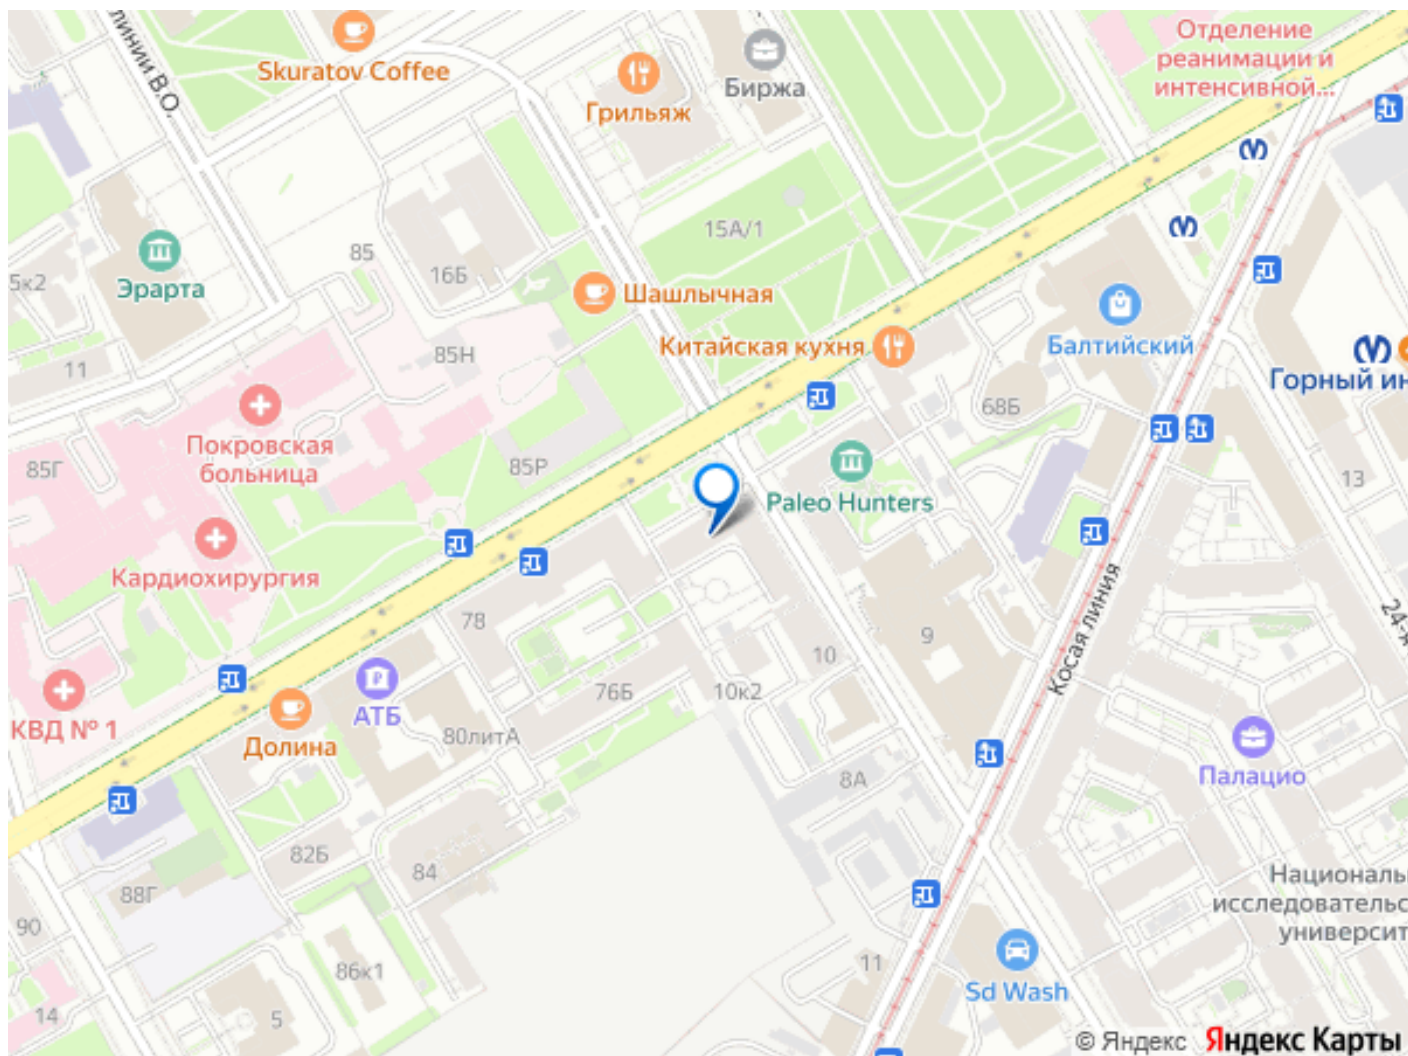 линии В.О.
Skuratov Coffee
Грильяж
Биржа
Отделение
реанимации и
интенсивной...
15А/1
85
16Б
5к2
Эрарта
Шашлычная
Китайская кухня
Балтийский
Горный ин
11
85Н
68Б
Покровская
больница
85Г
85Р
Paleo Hunters
13
Кардиохирургия
Косая линия
24-я
78
9
10
76Б
10к2
КВД № 1
АТБ
Долина
80литА
8А
Палацио
82Б
84
88Г
Националь
исследовательс
университ
90
86к1
11
Sd Wash
14
5
© Яндекс Яндекс Карты